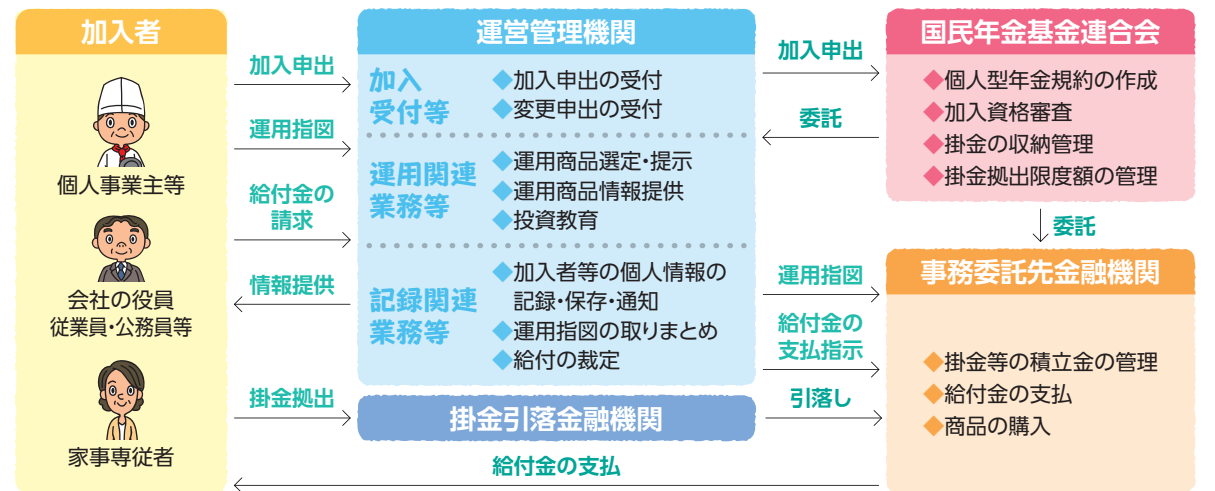 加入者
個人事業主等
会社の役員
従業員・公務員等
家事専従者
加入申出
運用指図
給付金の
請求
情報提供
掛金拠出
運営管理機関
加入
受付等
◆加入申出の受付
◆変更申出の受付
運用関連
業務等
◆運用商品選定・提示
◆運用商品情報提供
◆投資教育
記録関連
業務等
◆加入者等の個人情報の
記録・保存・通知
◆運用指図の取りまとめ
◆給付の裁定
掛金引落金融機関
加入申出
委託
運用指図
給付金の
支払指示
引落し
国民年金基金連合会
◆個人型年金規約の作成
◆加入資格審査
◆掛金の収納管理
◆掛金拠出限度額の管理
委託
事務委託先金融機関
◆掛金等の積立金の管理
◆給付金の支払
◆商品の購入
給付金の支払